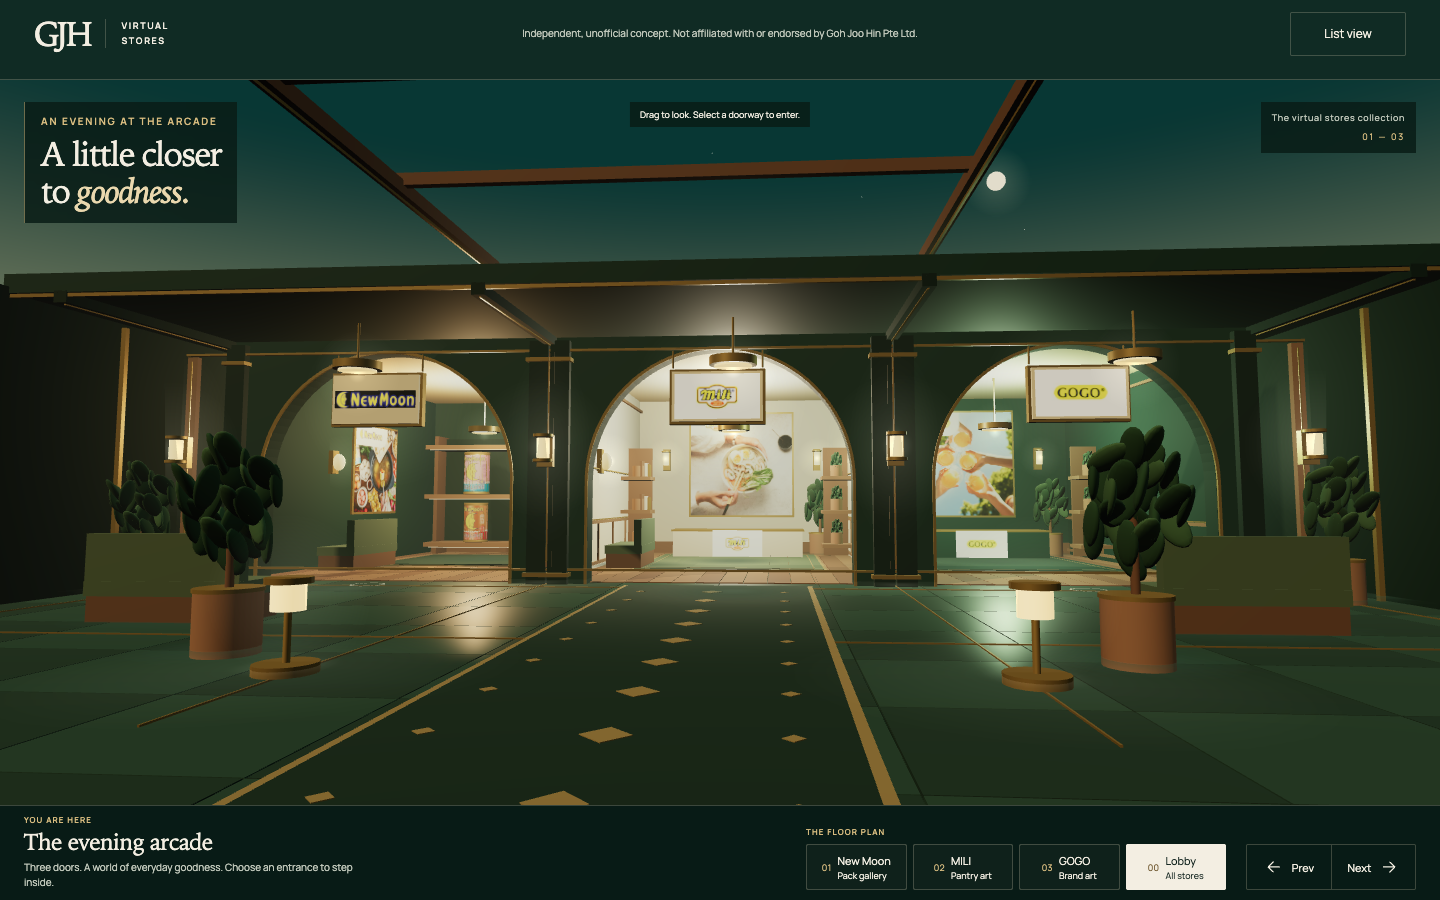 GJH
VIRTUAL
STORES
Independent, unofficial concept. Not affiliated with or endorsed by Goh Joo Hin Pte Ltd.
List view
AN EVENING AT THE ARCADE
A little closer
to goodness.
Drag to look. Select a doorway to enter.
The virtual stores collection
01 — 03
NewMoon
mili
GOGO®
GOGO®
YOU ARE HERE
The evening arcade
Three doors. A world of everyday goodness. Choose an entrance to step
inside.
THE FLOOR PLAN
01 New Moon
Pack gallery
02 MILI
Pantry art
03 GOGO
Brand art
00 Lobby
All stores
← Prev
Next →